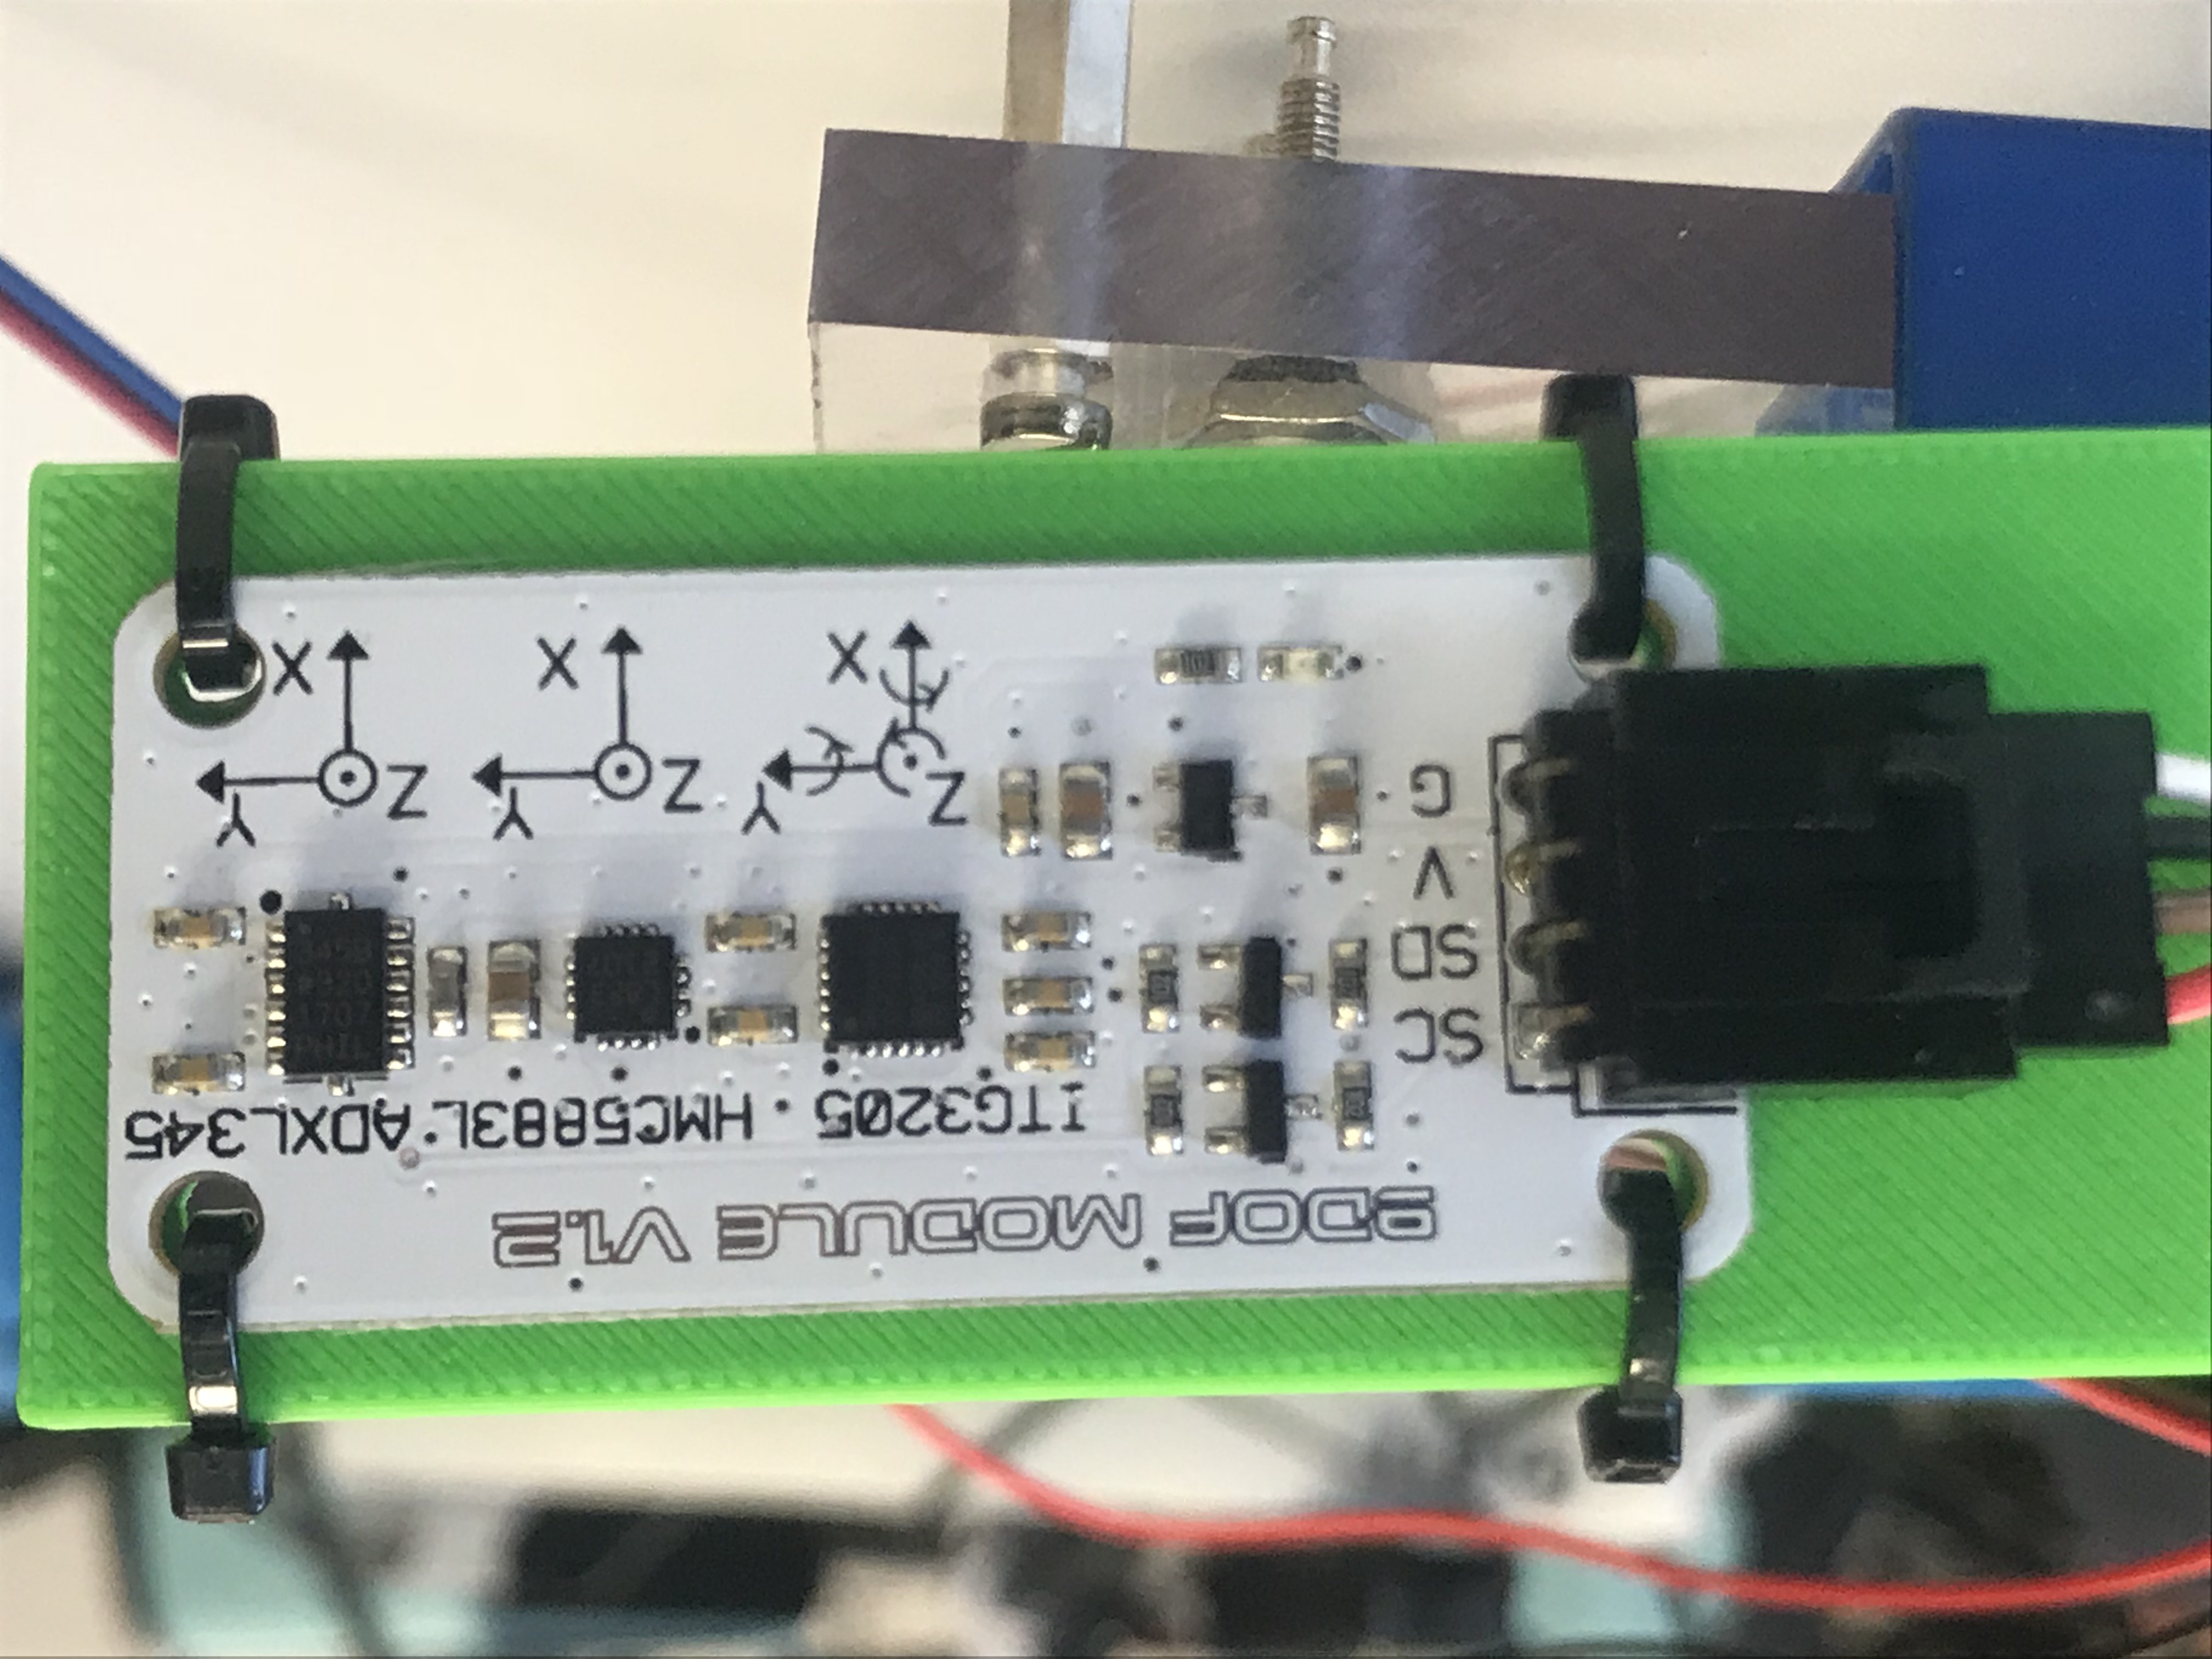 9DOF MODULE V1.2
ITG3205 HMC5883L ADXL345
SC
SD
V
G
Z Y Z Y Z Y
X X X